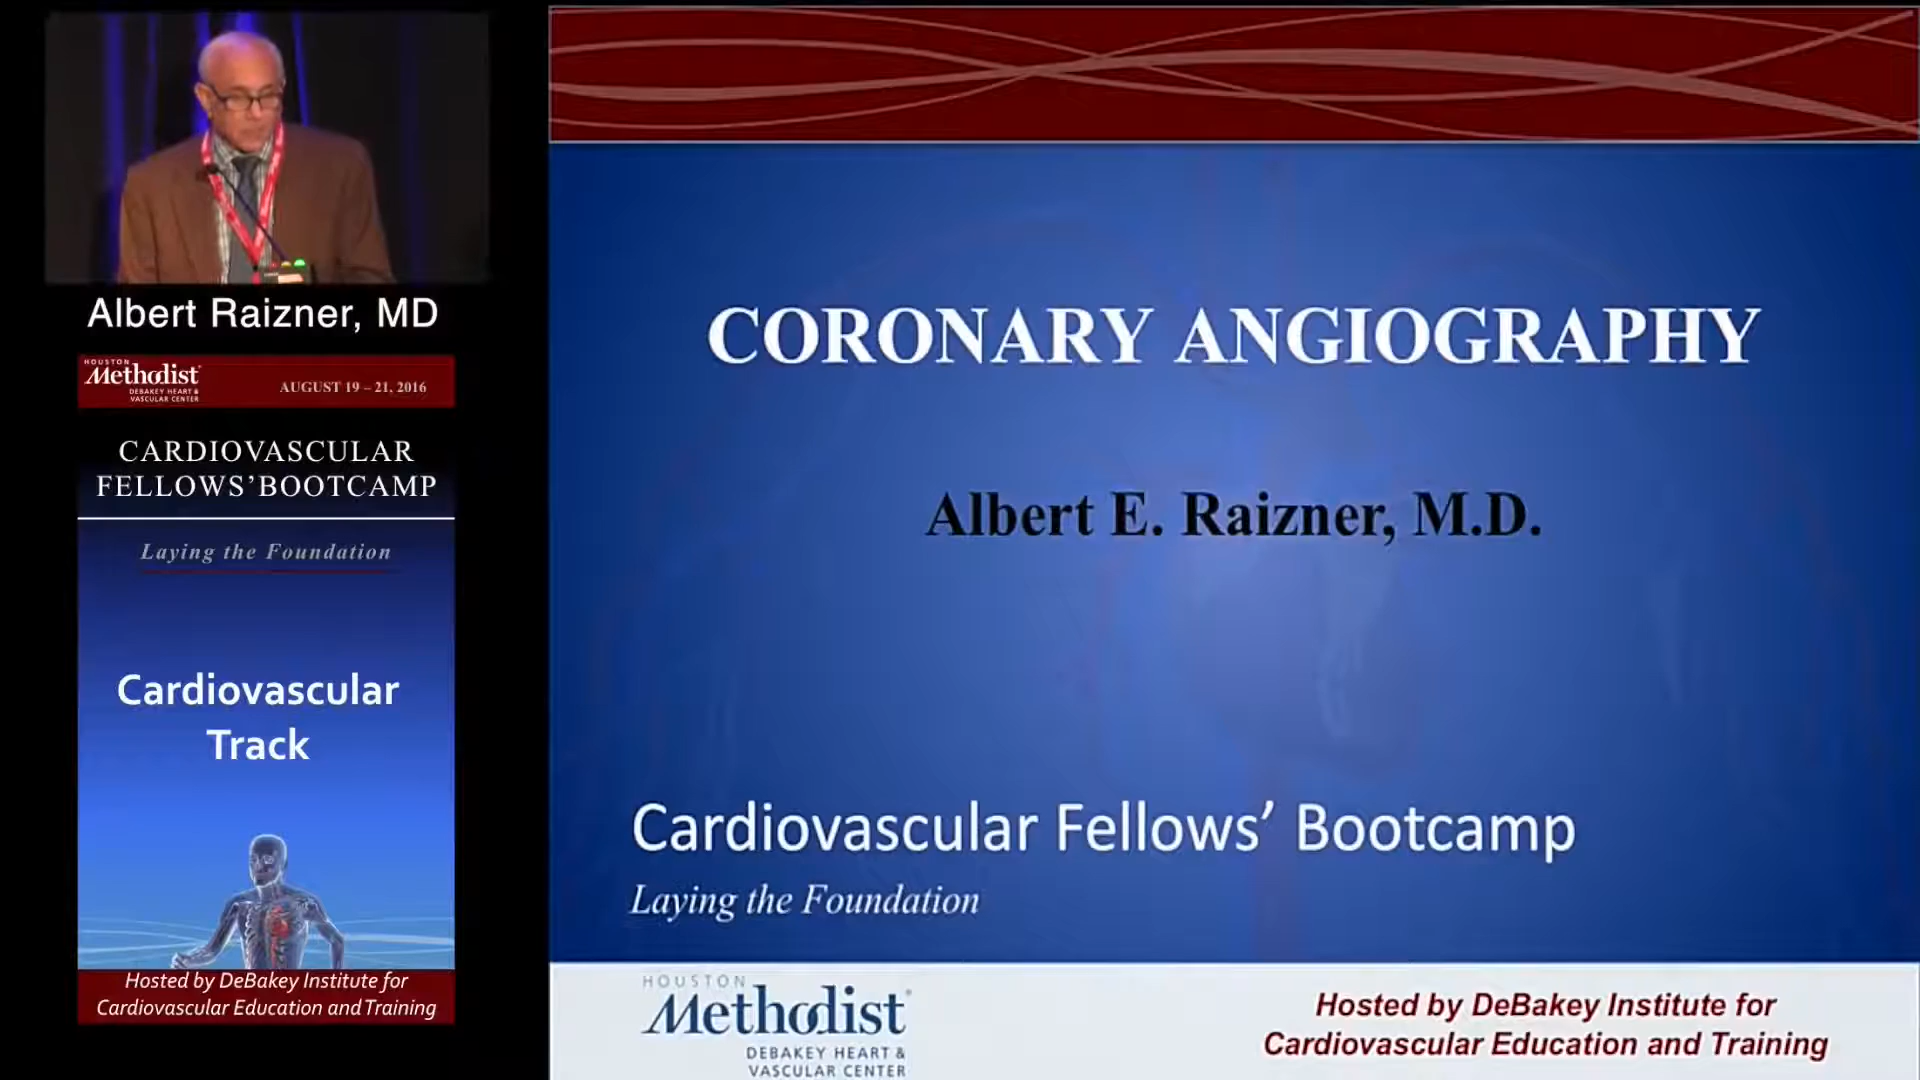 Albert Raizner, MD
HOUSTON
Methodist
DEBAKEY HEART &
VASCULAR CENTER
AUGUST 19 – 21, 2016
CARDIOVASCULAR
FELLOWS’BOOTCAMP
Laying the Foundation
Cardiovascular
Track
Hosted by DeBakey Institute for
Cardiovascular Education and Training
CORONARY ANGIOGRAPHY
Albert E. Raizner, M.D.
Cardiovascular Fellows’ Bootcamp
Laying the Foundation
HOUSTON
Methodist
DEBAKEY HEART &
VASCULAR CENTER
Hosted by DeBakey Institute for
Cardiovascular Education and Training